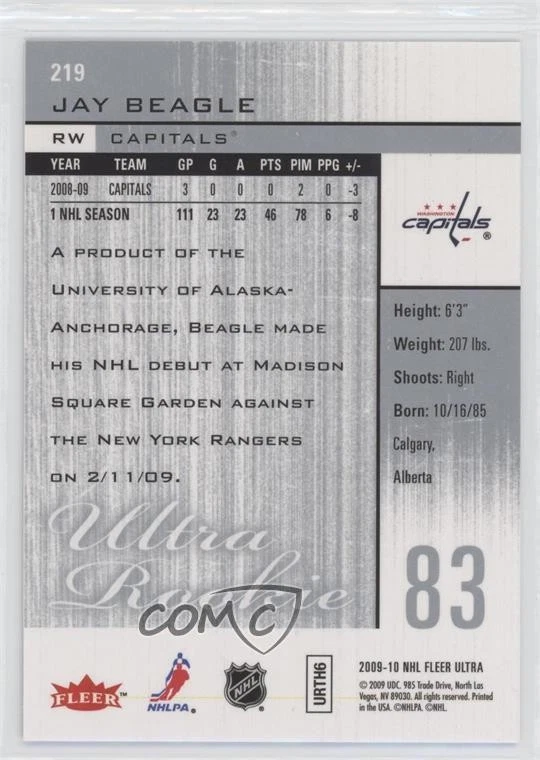 219
JAY BEAGLE
RW CAPITALS®
YEAR TEAM GP G A PTS PIM PPG +/-
2008-09 CAPITALS 3 0 0 0 2 0 -3
1 NHL SEASON 111 23 23 46 78 6 -8
A PRODUCT OF THE
UNIVERSITY OF ALASKA-
ANCHORAGE, BEAGLE MADE
HIS NHL DEBUT AT MADISON
SQUARE GARDEN AGAINST
THE NEW YORK RANGERS
ON 2/11/09.
WASHINGTON
capitals®
Height: 6'3"
Weight: 207 lbs.
Shoots: Right
Born: 10/16/85
Calgary,
Alberta
Ultra
Rookie
83
COMC
FLEER™
NHLPA®
NHL
URTH6
2009-10 NHL FLEER ULTRA
© 2009 UDC. 985 Trade Drive, North Las
Vegas, NV 89030. All rights reserved. Printed
in the USA. ©NHLPA. ©NHL.